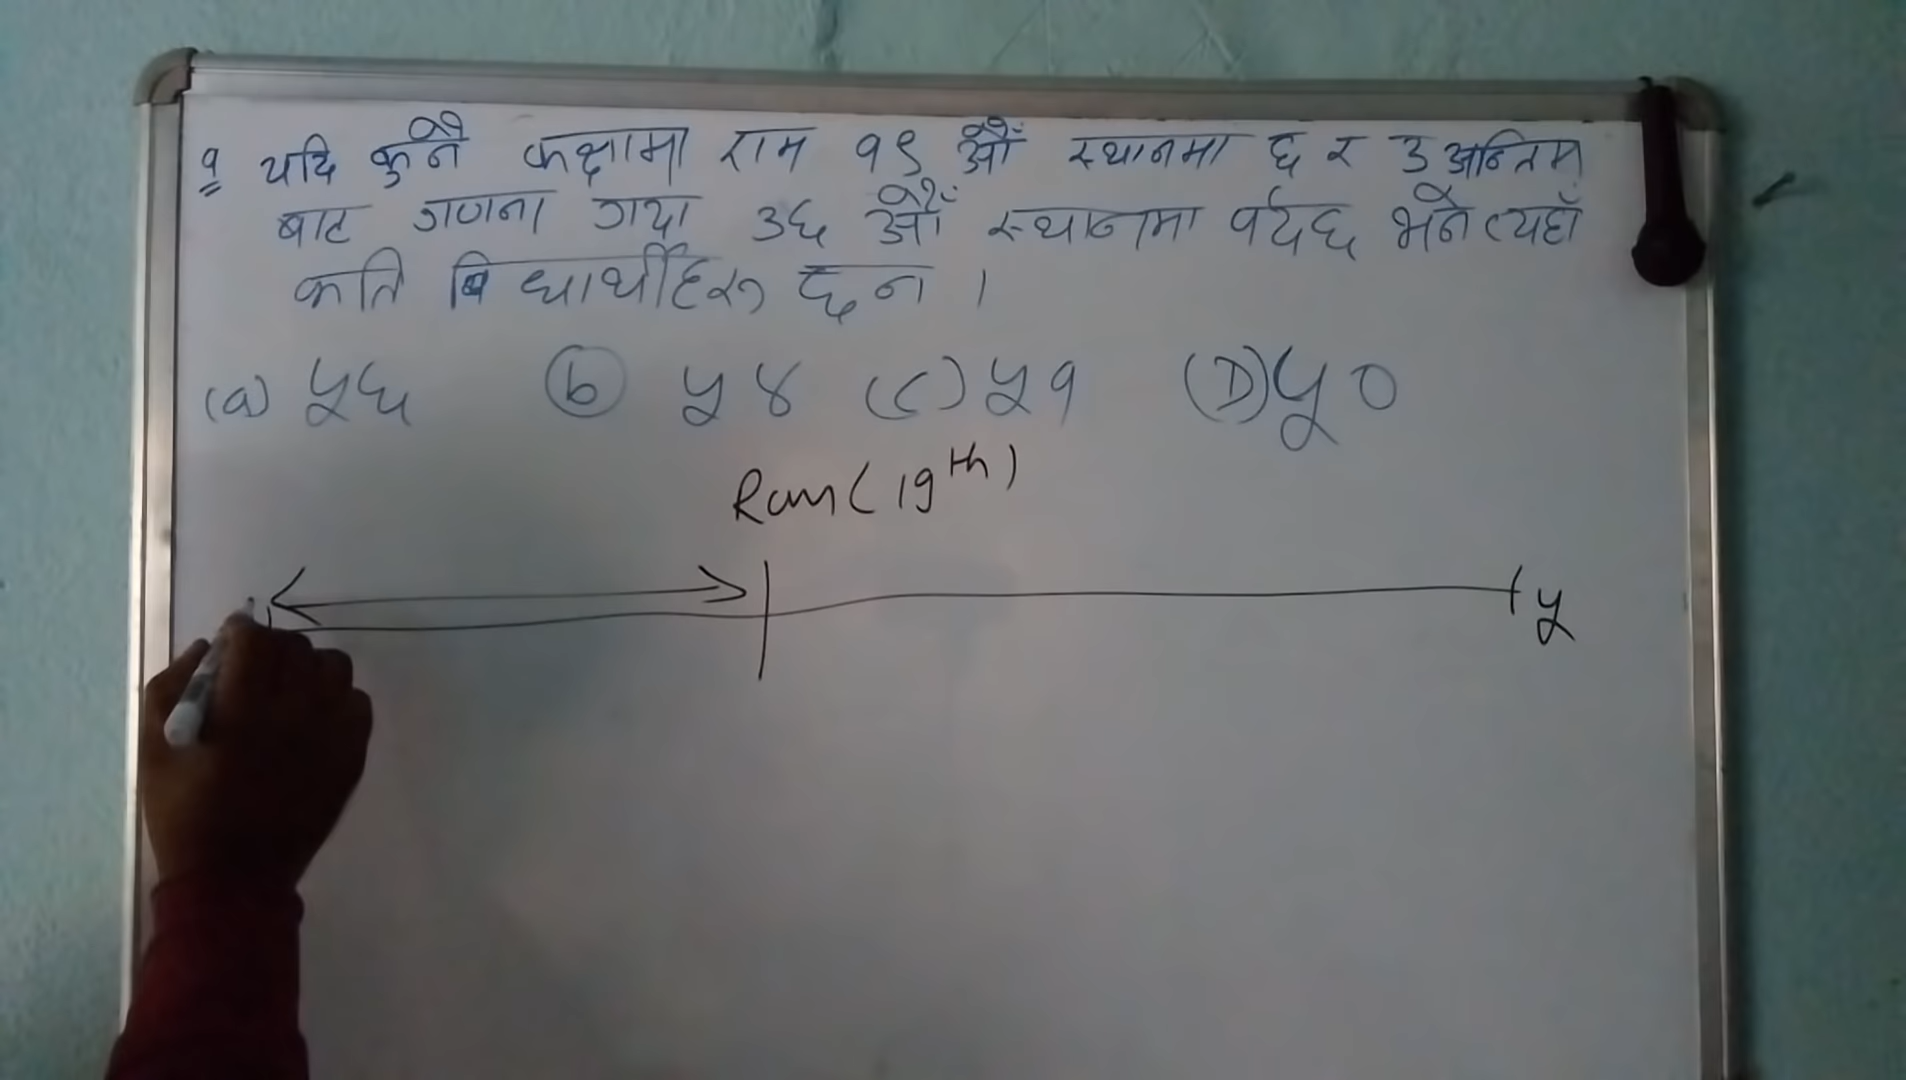 १ यदि कुनै कक्षामा राम १९ औं स्थानमा छ र उ अन्तिम
बाट गणना गर्दा ३६ औं स्थानमा पर्दछ भने त्यहाँ
कति बिधार्थीहरु छन ।
(a) ५६ (b) ५४ (C) ५१ (D) ५०
Ram (19th)
y